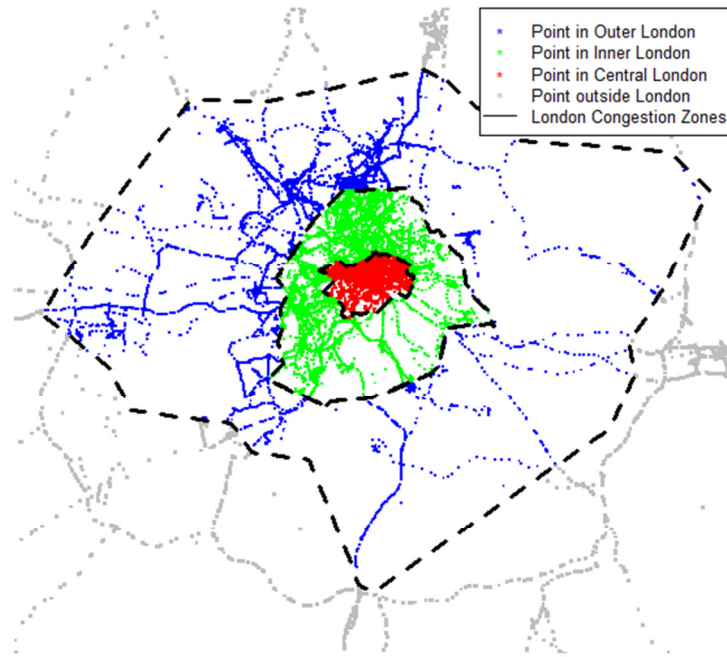 Point in Outer London
Point in Inner London
Point in Central London
Point outside London
London Congestion Zones